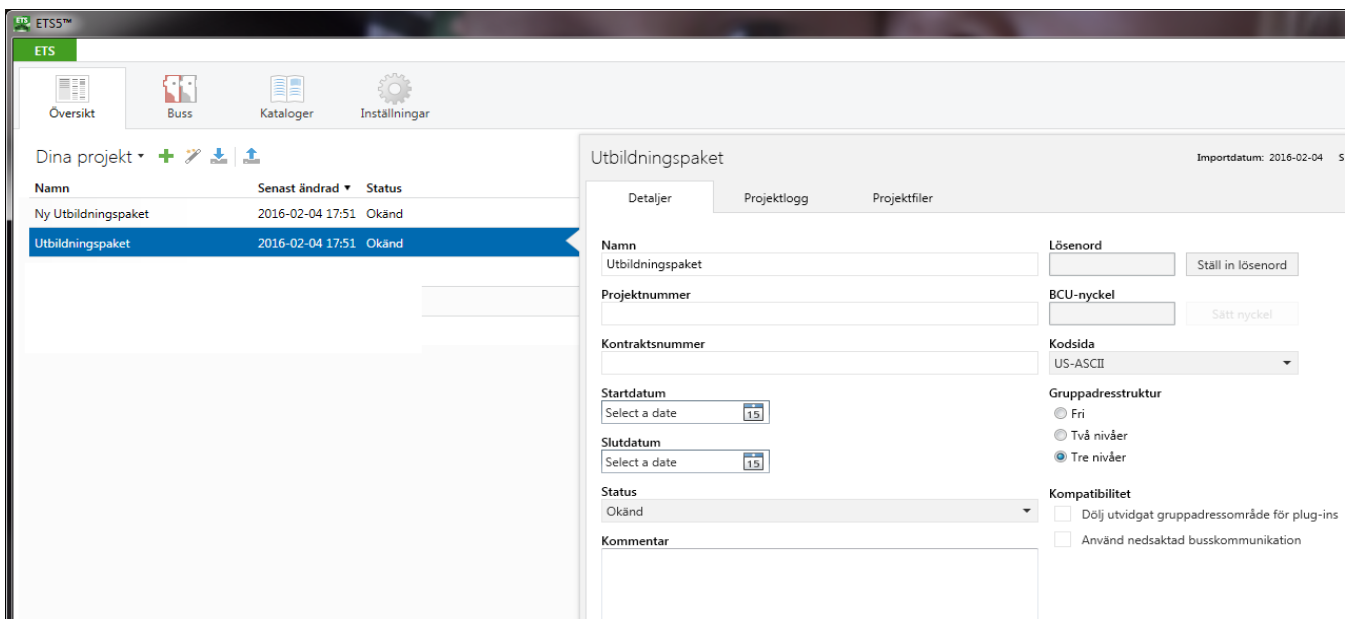 ETS ETS5™
ETS
Översikt Buss Kataloger Inställningar
Dina projekt
Namn Senast ändrad Status
Ny Utbildningspaket 2016-02-04 17:51 Okänd
Utbildningspaket 2016-02-04 17:51 Okänd
Utbildningspaket Importdatum: 2016-02-04 S
Detaljer Projektlogg Projektfiler
Namn
Utbildningspaket
Projektnummer
Kontraktsnummer
Startdatum
Select a date 15
Slutdatum
Select a date 15
Status
Okänd
Kommentar
Lösenord
Ställ in lösenord
BCU-nyckel
Sätt nyckel
Kodsida
US-ASCII
Gruppadresstruktur
Fri
Två nivåer
Tre nivåer
Kompatibilitet
Dölj utvidgat gruppadressområde för plug-ins
Använd nedsaktad busskommunikation